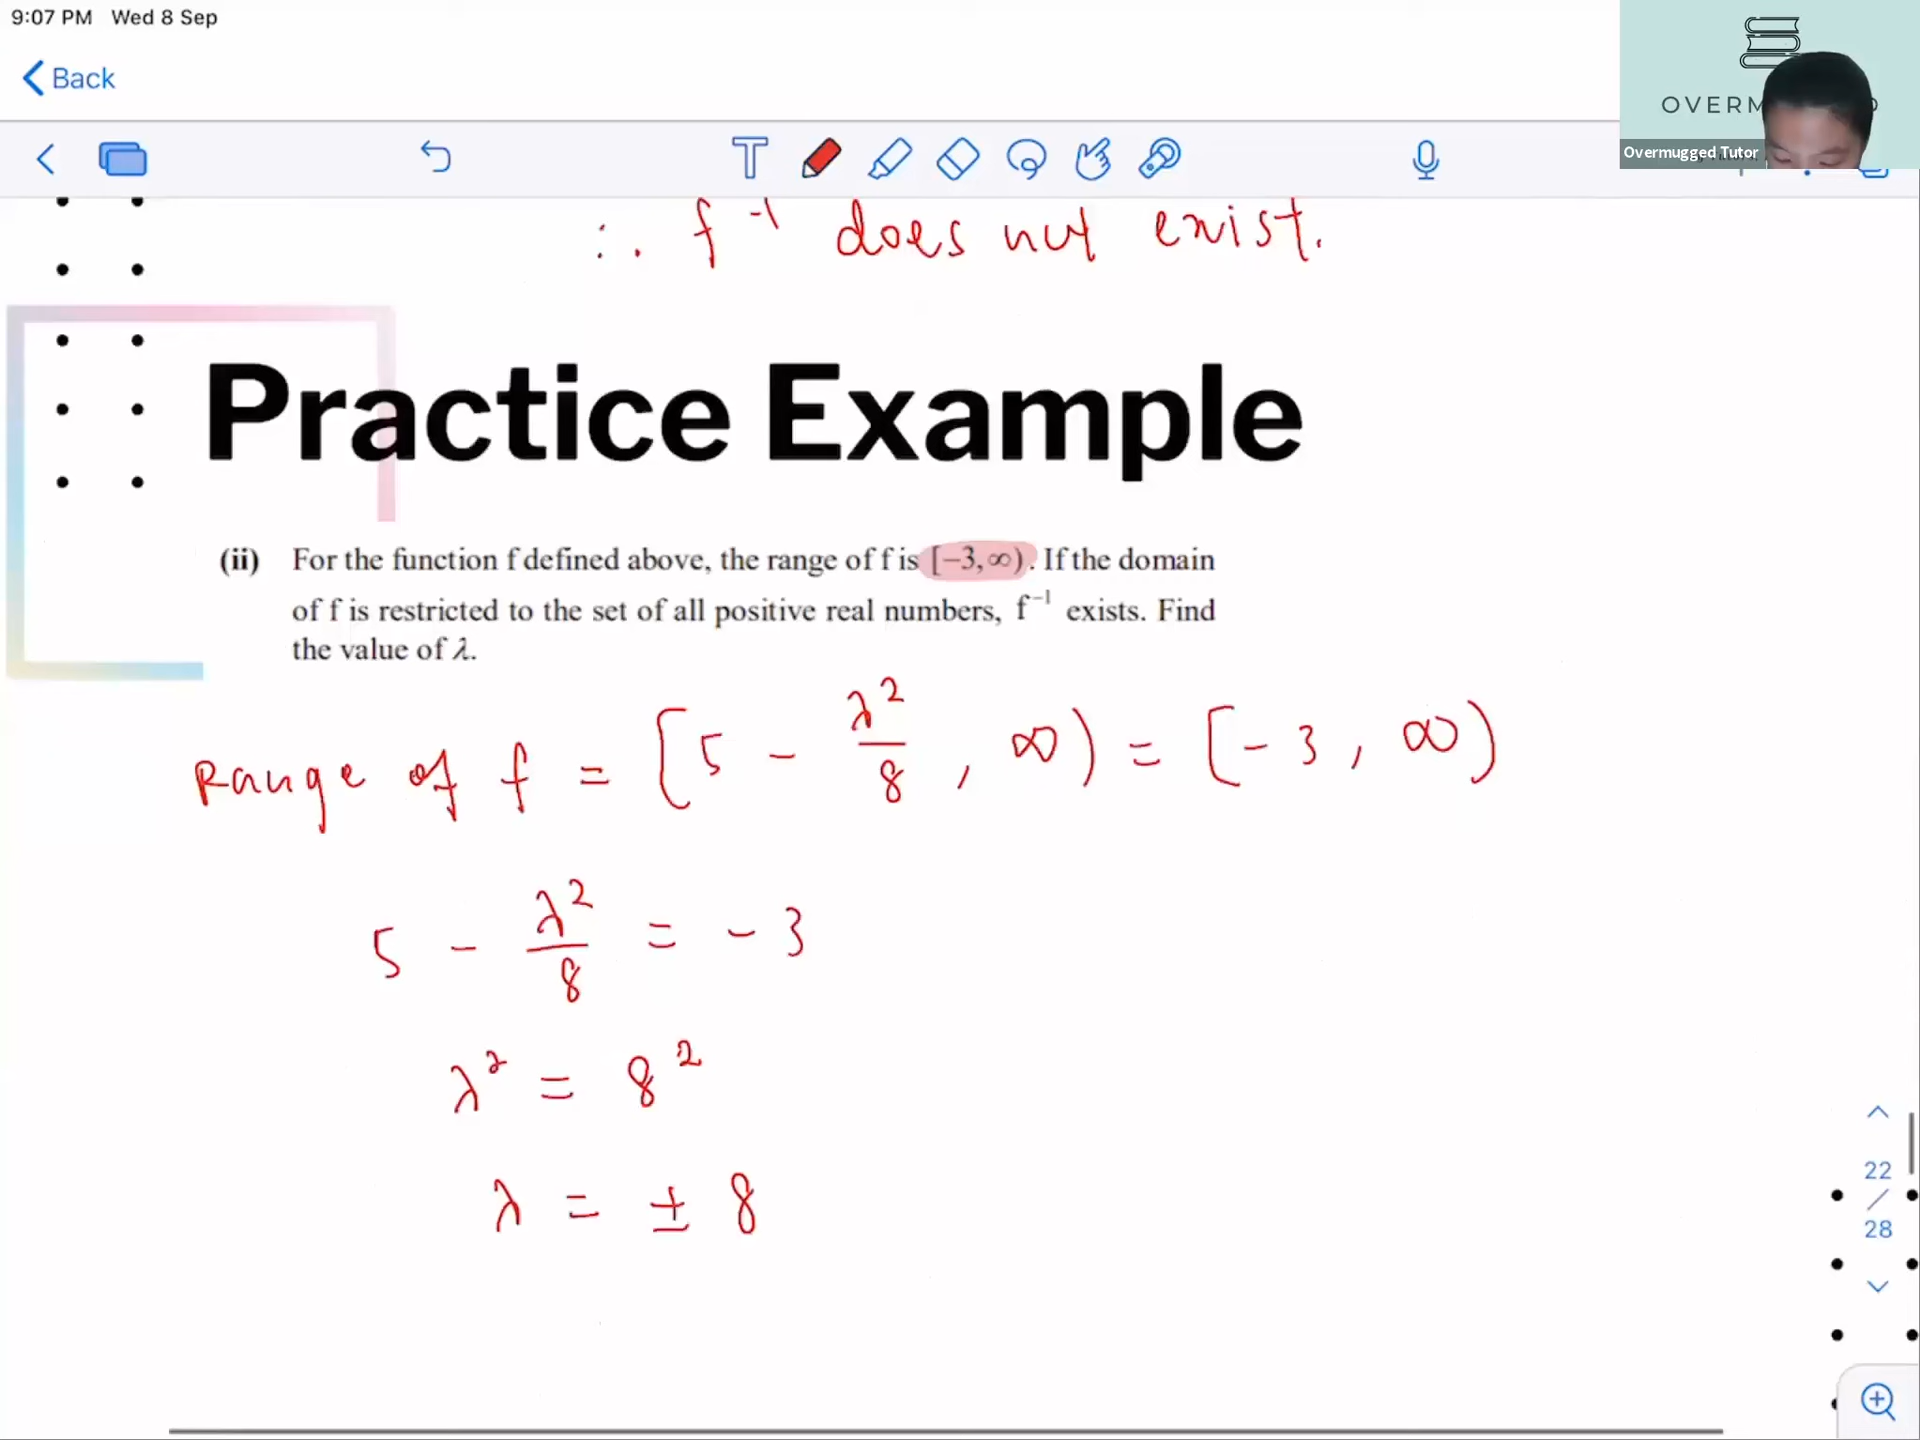 9:07 PM Wed 8 Sep
Back
OVERM
D
Overmugged Tutor
∴ f⁻¹ does not exist.
Practice Example
(ii) For the function f defined above, the range of f is [−3, ∞). If the domain
of f is restricted to the set of all positive real numbers, f⁻¹ exists. Find
the value of λ.
Range of f = [5 − λ²/8, ∞) = [−3, ∞)
5 − λ²/8 = −3
λ² = 8²
λ = ± 8
22
/
28